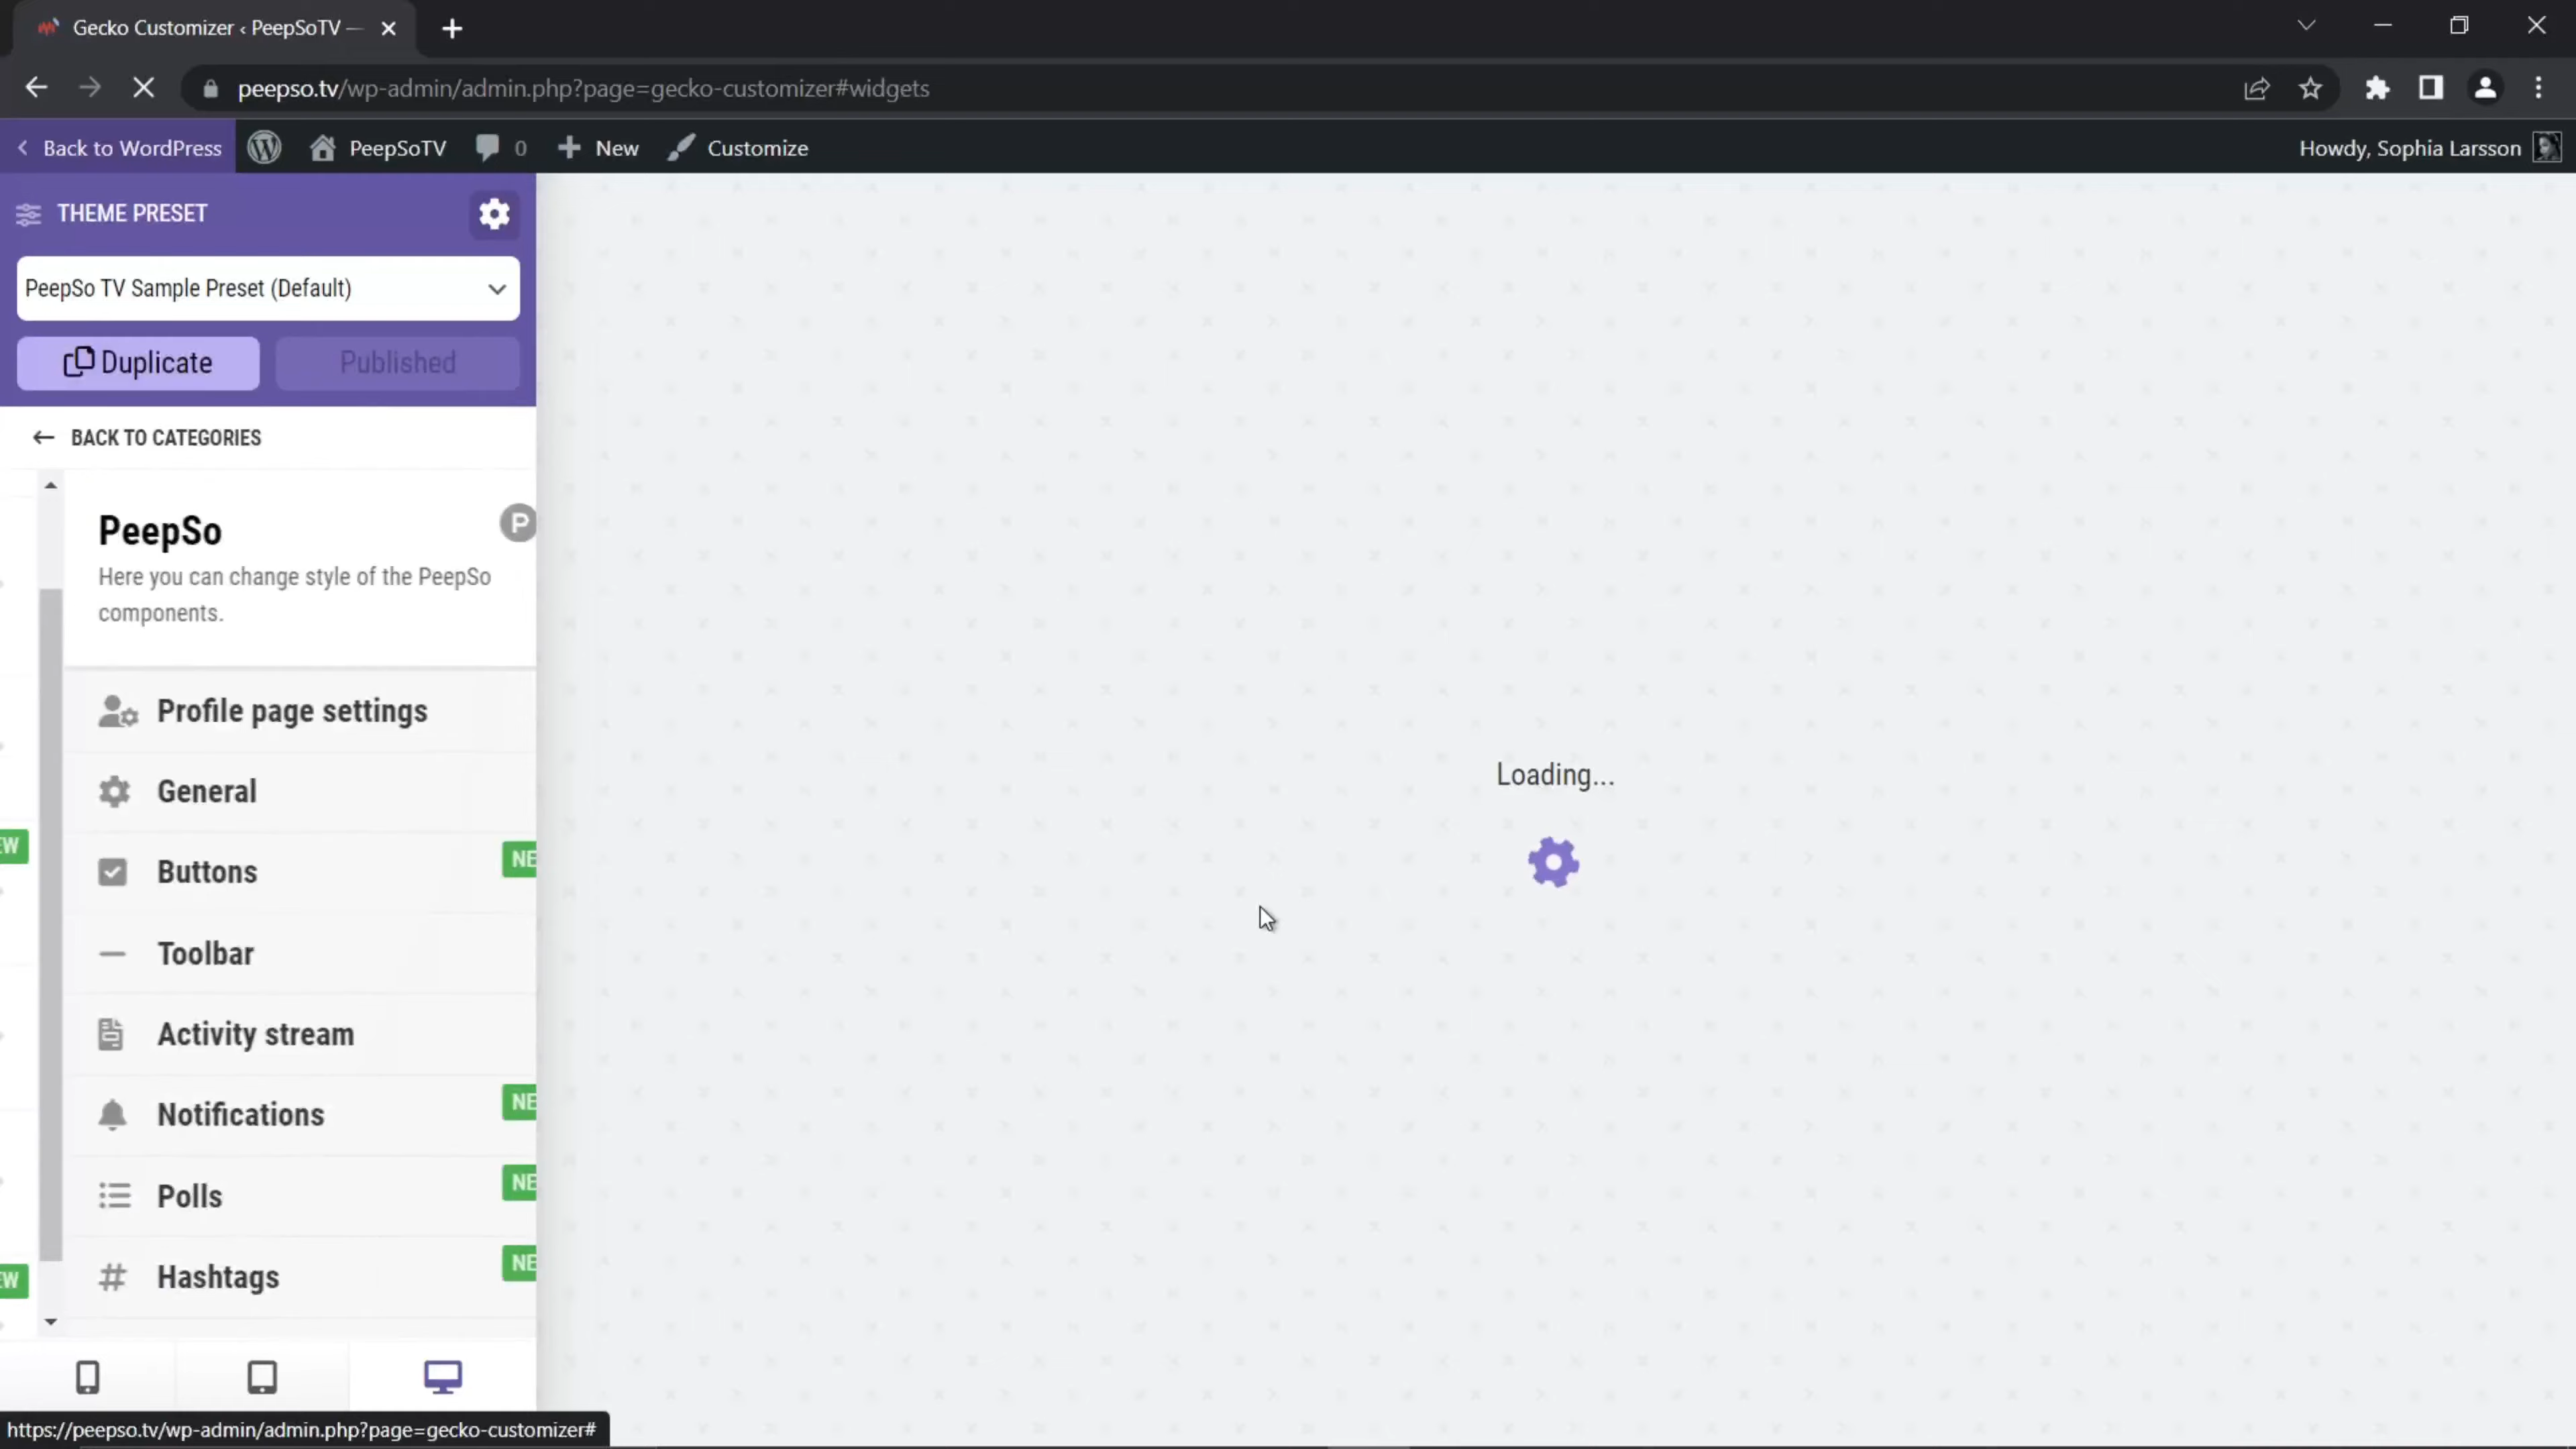 Gecko Customizer ‹ PeepSoTV —
peepso.tv/wp-admin/admin.php?page=gecko-customizer#widgets
Back to WordPress
PeepSoTV
0
New
Customize
Howdy, Sophia Larsson
THEME PRESET
PeepSo TV Sample Preset (Default)
Duplicate
Published
BACK TO CATEGORIES
PeepSo
P
Here you can change style of the PeepSo
components.
Profile page settings
General
EW
Buttons
NE
Toolbar
Activity stream
Notifications
NE
Polls
NE
Hashtags
NE
EW
Loading...
https://peepso.tv/wp-admin/admin.php?page=gecko-customizer#